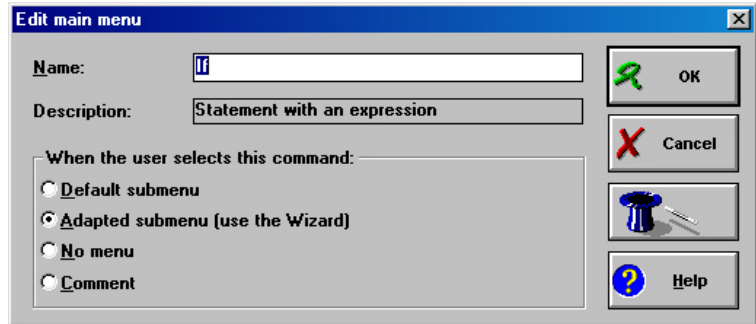 Edit main menu
Name: If
OK
Description: Statement with an expression
Cancel
When the user selects this command:
Default submenu
Adapted submenu (use the Wizard)
No menu
Comment
? Help